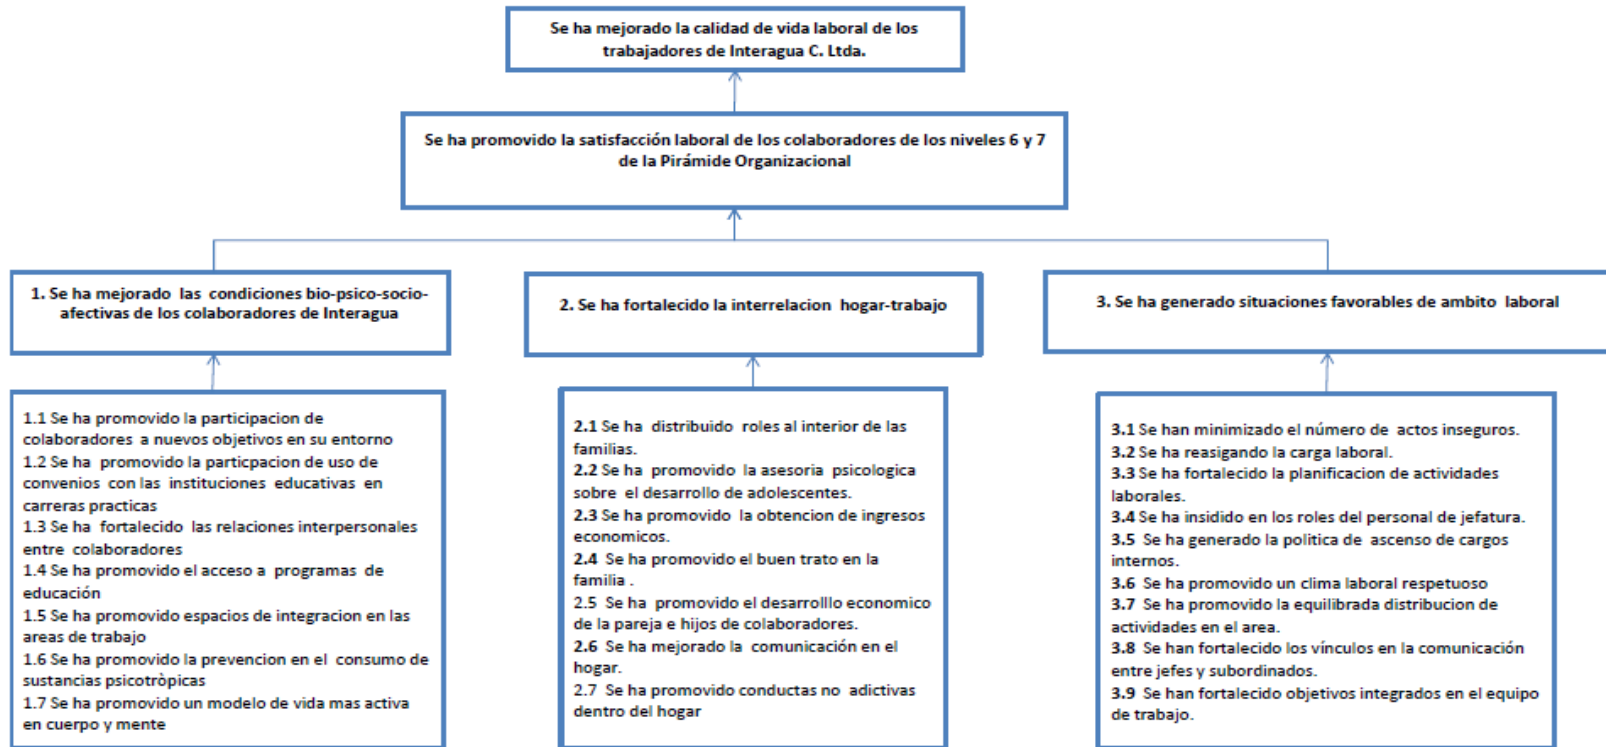 Se ha mejorado la calidad de vida laboral de los
trabajadores de Interagua C. Ltda.
Se ha promovido la satisfacción laboral de los colaboradores de los niveles 6 y 7
de la Pirámide Organizacional
1. Se ha mejorado las condiciones bio-psico-socio-
afectivas de los colaboradores de Interagua
2. Se ha fortalecido la interrelacion hogar-trabajo
3. Se ha generado situaciones favorables de ambito laboral
1.1 Se ha promovido la participacion de
colaboradores a nuevos objetivos en su entorno
1.2 Se ha promovido la particpacion de uso de
convenios con las instituciones educativas en
carreras practicas
1.3 Se ha fortalecido las relaciones interpersonales
entre colaboradores
1.4 Se ha promovido el acceso a programas de
educación
1.5 Se ha promovido espacios de integracion en las
areas de trabajo
1.6 Se ha promovido la prevencion en el consumo de
sustancias psicotròpicas
1.7 Se ha promovido un modelo de vida mas activa
en cuerpo y mente
2.1 Se ha distribuido roles al interior de las
familias.
2.2 Se ha promovido la asesoria psicologica
sobre el desarrollo de adolescentes.
2.3 Se ha promovido la obtencion de ingresos
economicos.
2.4 Se ha promovido el buen trato en la
familia .
2.5 Se ha promovido el desarrolllo economico
de la pareja e hijos de colaboradores.
2.6 Se ha mejorado la comunicación en el
hogar.
2.7 Se ha promovido conductas no adictivas
dentro del hogar
3.1 Se han minimizado el número de actos inseguros.
3.2 Se ha reasigando la carga laboral.
3.3 Se ha fortalecido la planificacion de actividades
laborales.
3.4 Se ha insidido en los roles del personal de jefatura.
3.5 Se ha generado la politica de ascenso de cargos
internos.
3.6 Se ha promovido un clima laboral respetuoso
3.7 Se ha promovido la equilibrada distribucion de
actividades en el area.
3.8 Se han fortalecido los vínculos en la comunicación
entre jefes y subordinados.
3.9 Se han fortalecido objetivos integrados en el equipo
de trabajo.